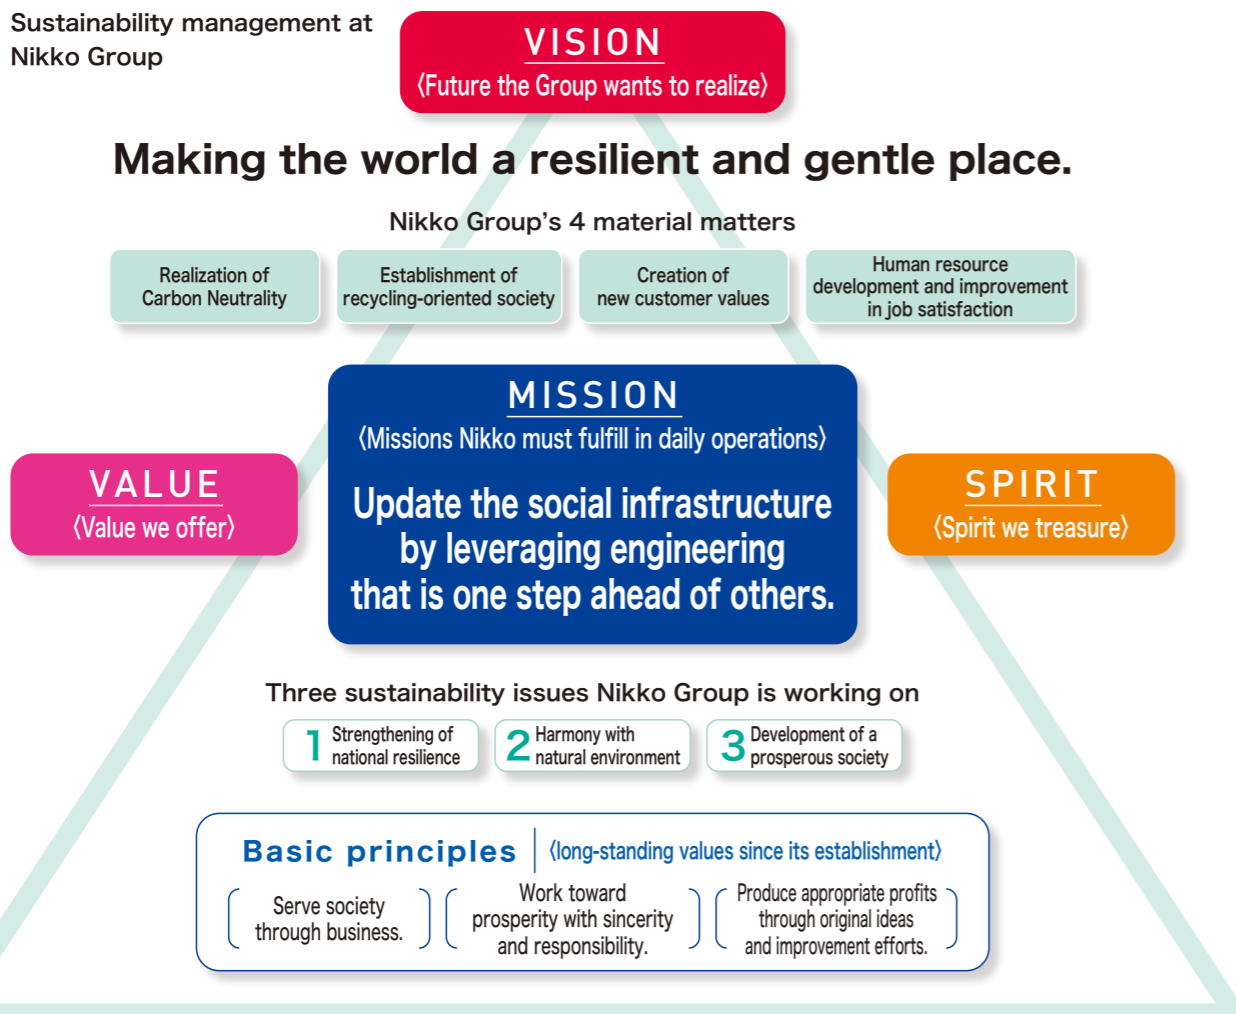 Sustainability management at
Nikko Group
VISION
〈Future the Group wants to realize〉
Making the world a resilient and gentle place.
Nikko Group's 4 material matters
Realization of
Carbon Neutrality
Establishment of
recycling-oriented society
Creation of
new customer values
Human resource
development and improvement
in job satisfaction
MISSION
〈Missions Nikko must fulfill in daily operations〉
Update the social infrastructure
by leveraging engineering
that is one step ahead of others.
VALUE
〈Value we offer〉
SPIRIT
〈Spirit we treasure〉
Three sustainability issues Nikko Group is working on
1 Strengthening of
national resilience
2 Harmony with
natural environment
3 Development of a
prosperous society
Basic principles 〈long-standing values since its establishment〉
Serve society
through business.
Work toward
prosperity with sincerity
and responsibility.
Produce appropriate profits
through original ideas
and improvement efforts.